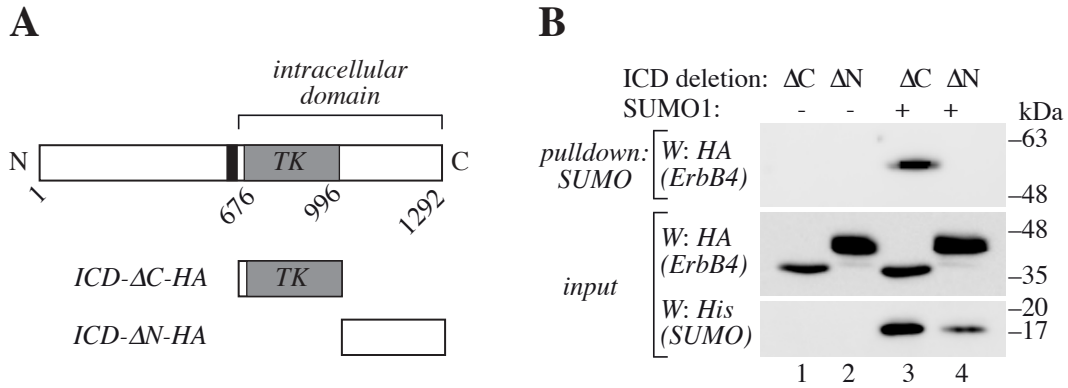 A
intracellular
domain
N
TK
C
1
676
996
1292
ICD-ΔC-HA
TK
ICD-ΔN-HA
B
ICD deletion: ΔC ΔN ΔC ΔN
SUMO1: - - + + kDa
pulldown: W: HA –63
SUMO (ErbB4)
–48
W: HA –48
(ErbB4)
–35
input
W: His –20
(SUMO) –17
1 2 3 4